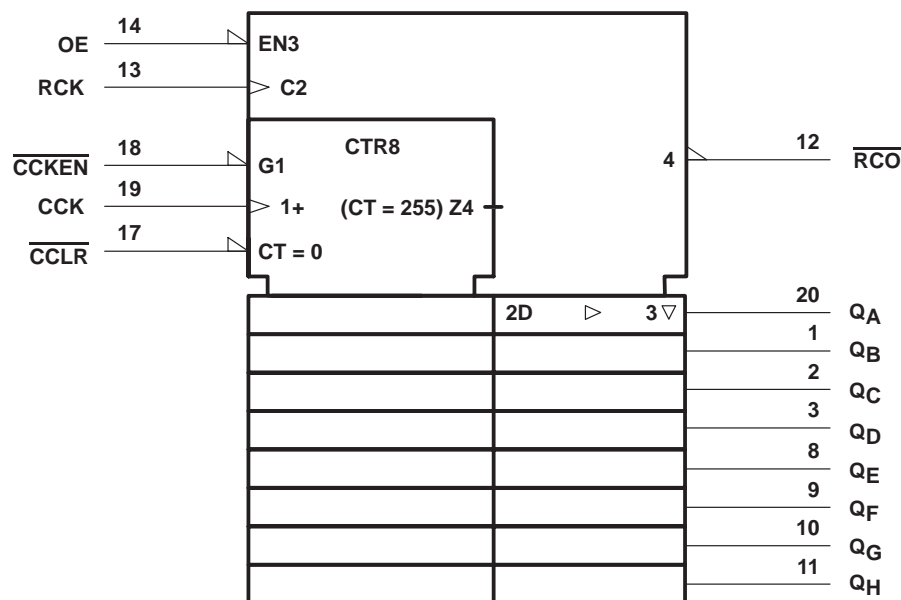 OE 14 EN3
RCK 13 C2
CTR8
CCKEN 18 G1
4 12 RCO
CCK 19 1+ (CT = 255) Z4
CCLR 17 CT = 0
2D 3 20 QA
1 QB
2 QC
3 QD
8 QE
9 QF
10 QG
11 QH